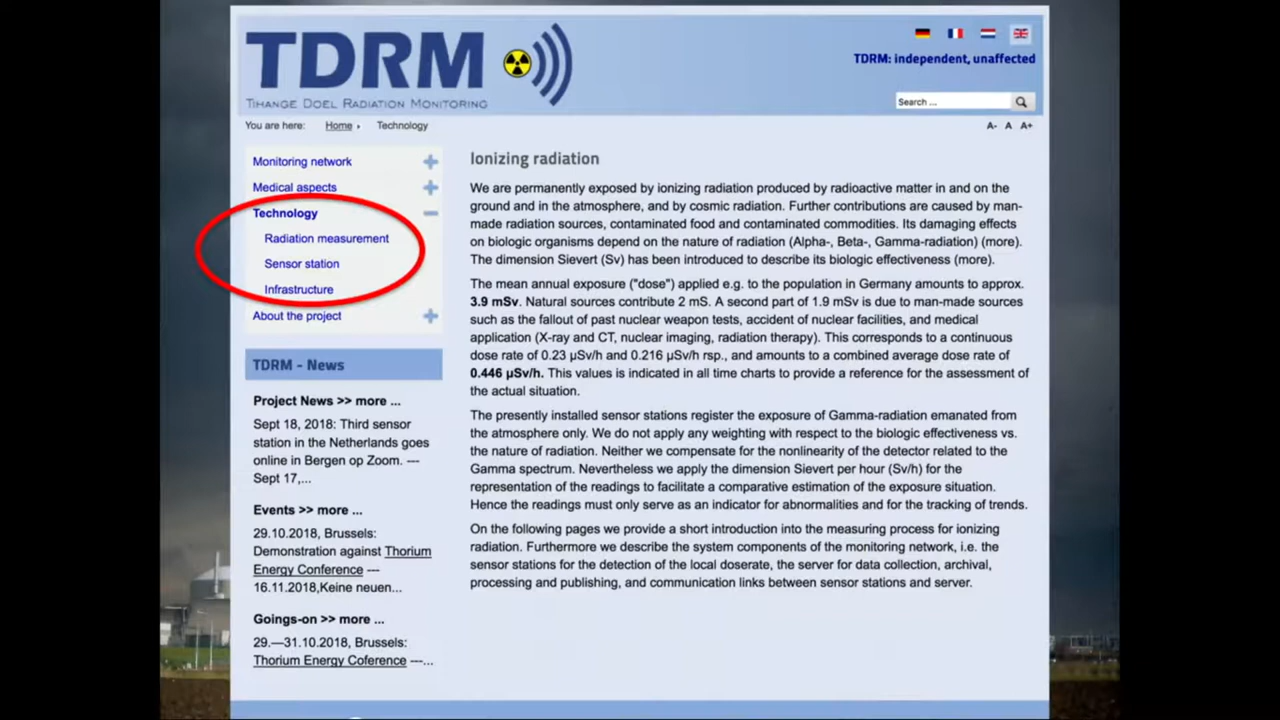 TDRM
TIHANGE DOEL RADIATION MONITORING
TDRM: independent, unaffected
Search ...
You are here: Home Technology
A- A A+
Monitoring network
Medical aspects
Technology
Radiation measurement
Sensor station
Infrastructure
About the project
TDRM - News
Project News >> more ...
Sept 18, 2018: Third sensor
station in the Netherlands goes
online in Bergen op Zoom. ---
Sept 17,...
Events >> more ...
29.10.2018, Brussels:
Demonstration against Thorium
Energy Conference ---
16.11.2018,Keine neuen...
Goings-on >> more ...
29.—31.10.2018, Brussels:
Thorium Energy Coference ---...
Ionizing radiation
We are permanently exposed by ionizing radiation produced by radioactive matter in and on the
ground and in the atmosphere, and by cosmic radiation. Further contributions are caused by man-
made radiation sources, contaminated food and contaminated commodities. Its damaging effects
on biologic organisms depend on the nature of radiation (Alpha-, Beta-, Gamma-radiation) (more).
The dimension Sievert (Sv) has been introduced to describe its biologic effectiveness (more).
The mean annual exposure ("dose") applied e.g. to the population in Germany amounts to approx.
3.9 mSv. Natural sources contribute 2 mS. A second part of 1.9 mSv is due to man-made sources
such as the fallout of past nuclear weapon tests, accident of nuclear facilities, and medical
application (X-ray and CT, nuclear imaging, radiation therapy). This corresponds to a continuous
dose rate of 0.23 µSv/h and 0.216 µSv/h rsp., and amounts to a combined average dose rate of
0.446 µSv/h. This values is indicated in all time charts to provide a reference for the assessment of
the actual situation.
The presently installed sensor stations register the exposure of Gamma-radiation emanated from
the atmosphere only. We do not apply any weighting with respect to the biologic effectiveness vs.
the nature of radiation. Neither we compensate for the nonlinearity of the detector related to the
Gamma spectrum. Nevertheless we apply the dimension Sievert per hour (Sv/h) for the
representation of the readings to facilitate a comparative estimation of the exposure situation.
Hence the readings must only serve as an indicator for abnormalities and for the tracking of trends.
On the following pages we provide a short introduction into the measuring process for ionizing
radiation. Furthermore we describe the system components of the monitoring network, i.e. the
sensor stations for the detection of the local doserate, the server for data collection, archival,
processing and publishing, and communication links between sensor stations and server.